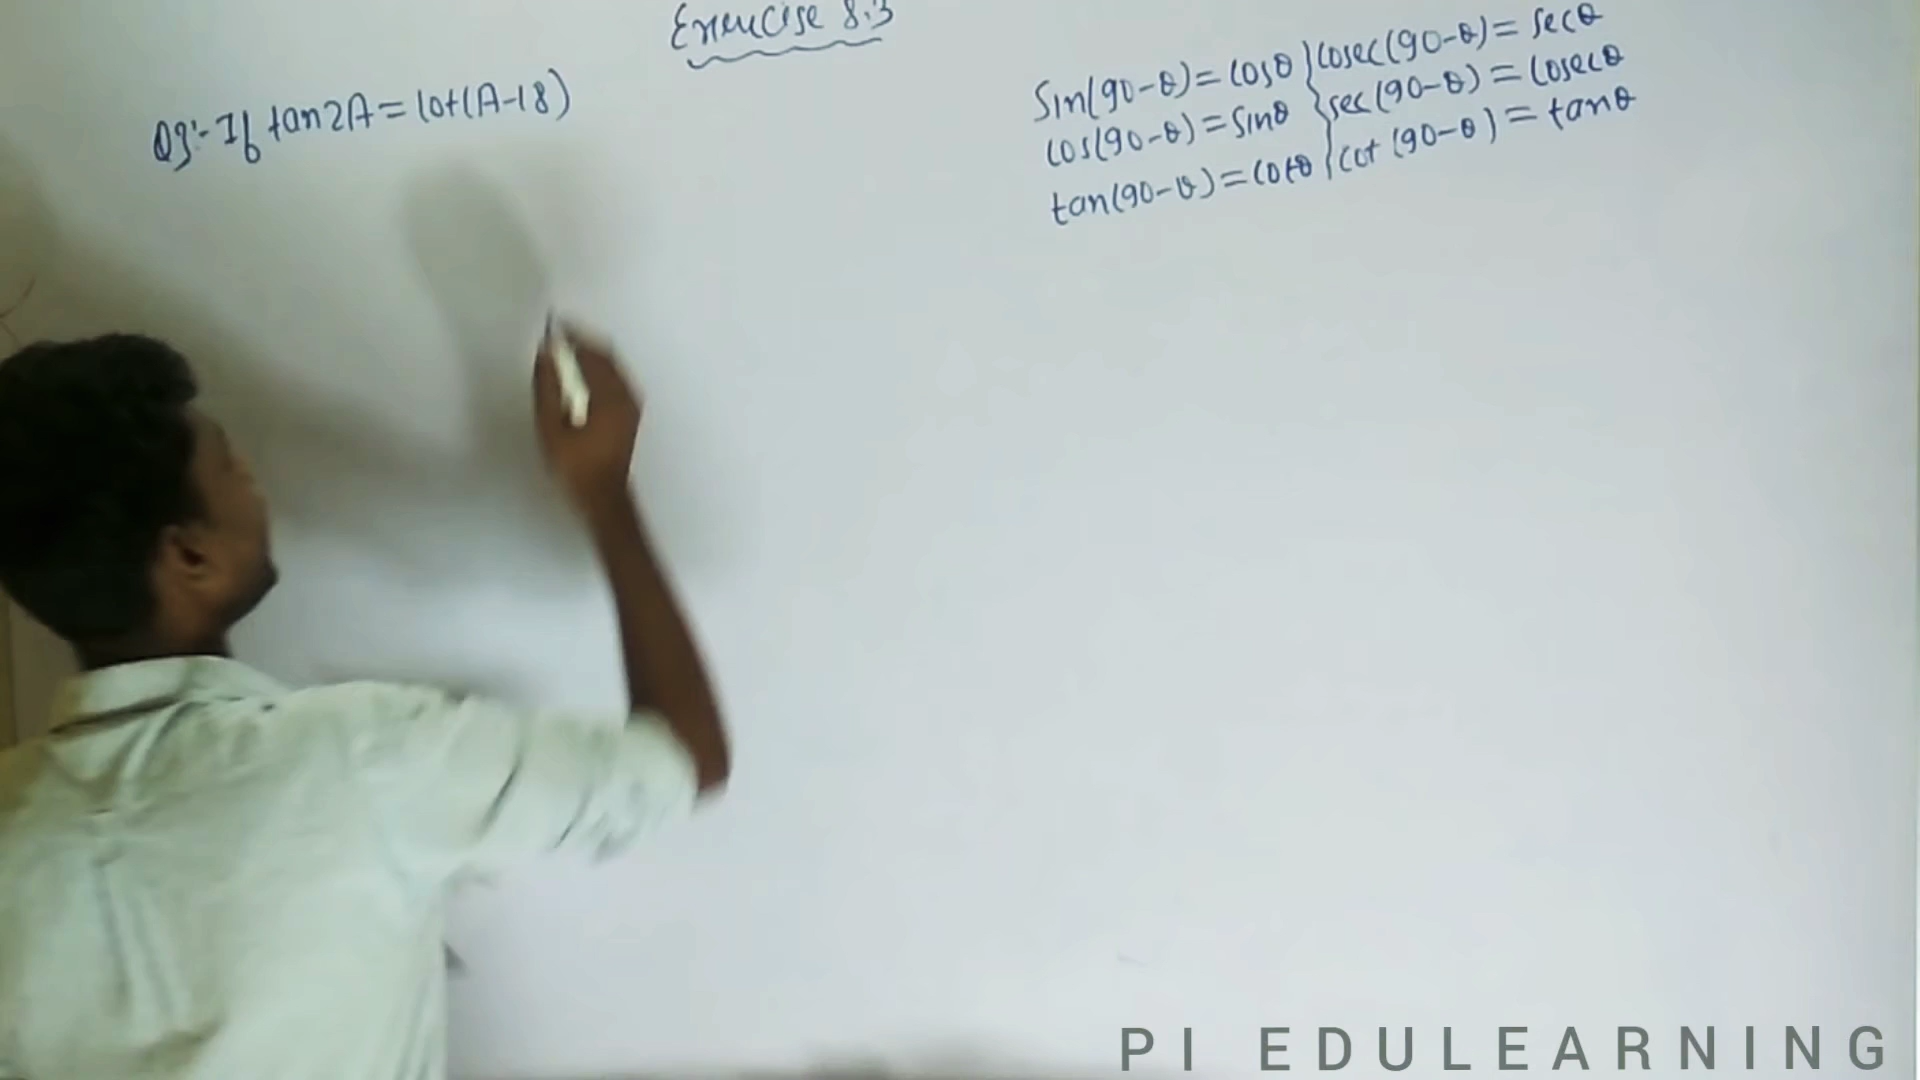 Exercise 8.3
Q3:- If tan2A = cot(A-18)
Sin(90-θ) = cosθ
cos(90-θ) = sinθ
tan(90-θ) = cotθ
cosec(90-θ) = secθ
sec(90-θ) = cosecθ
cot(90-θ) = tanθ
PI EDULEARNING